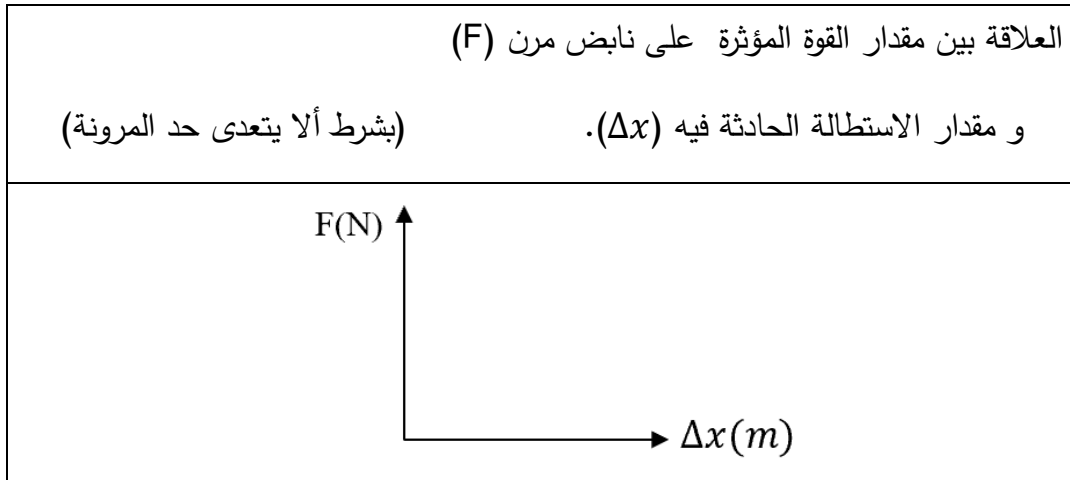 العلاقة بين مقدار القوة المؤثرة على نابض مرن (F)
و مقدار الاستطالة الحادثة فيه (Δx). (بشرط ألا يتعدى حد المرونة)
F(N)
Δx(m)